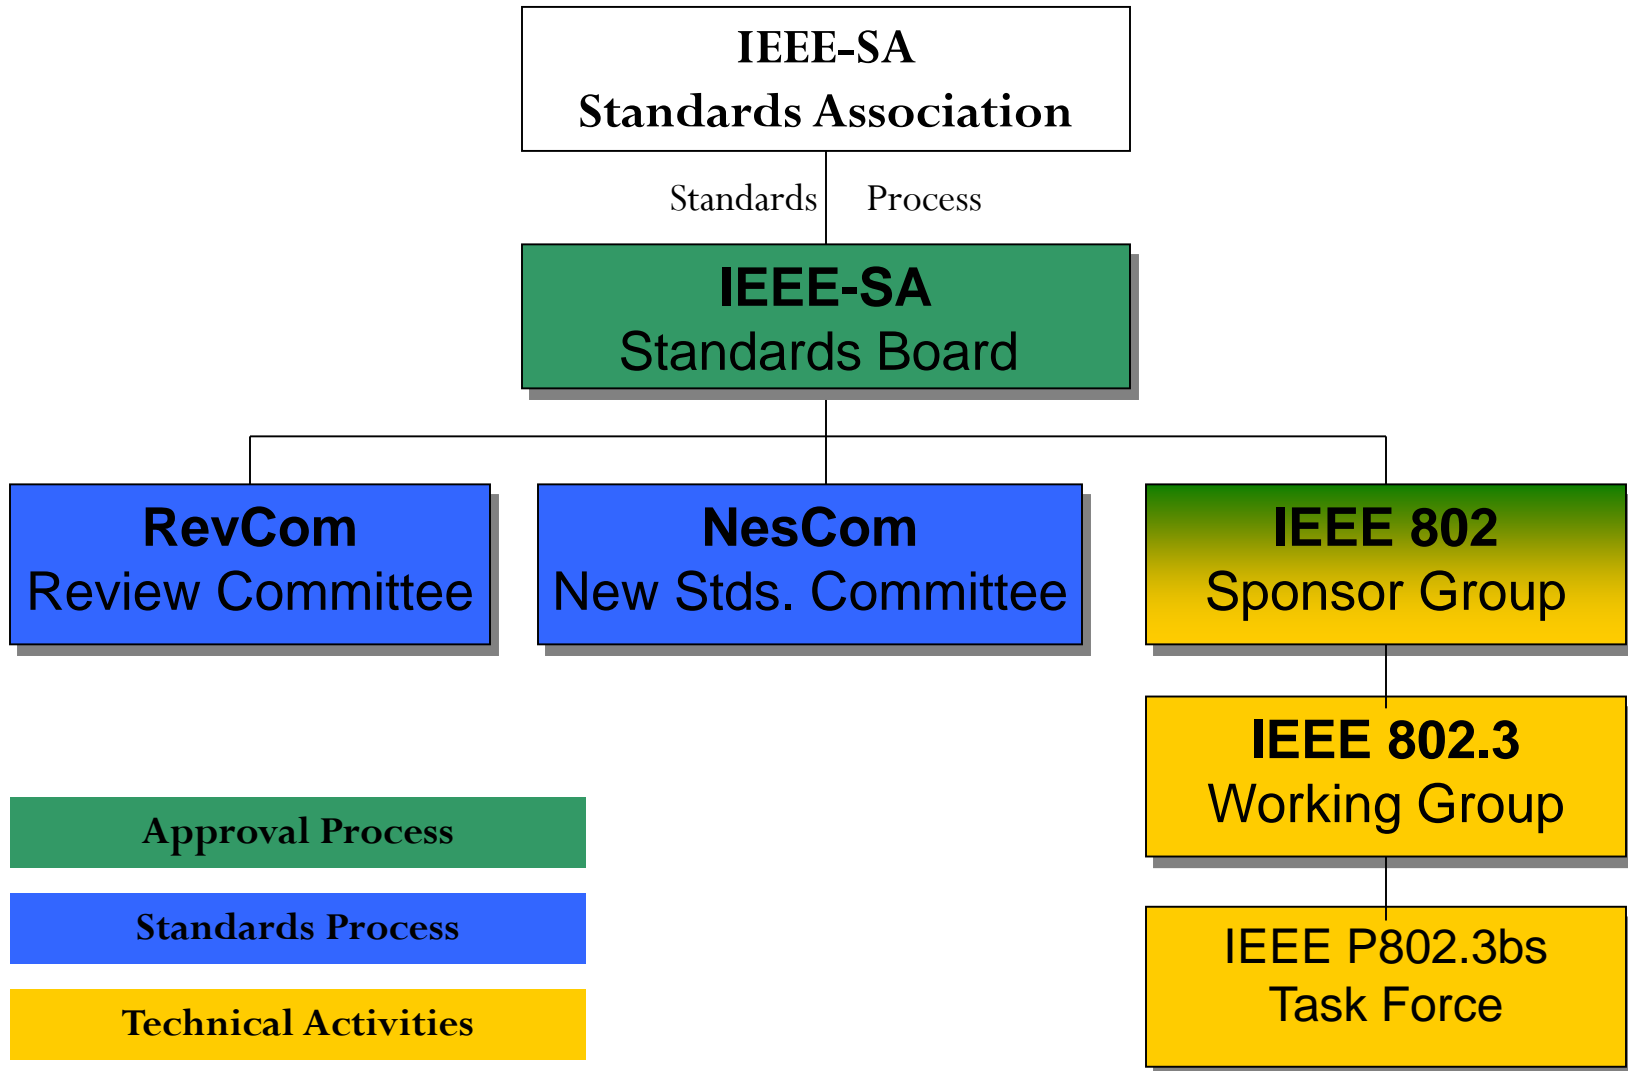 IEEE-SA
Standards Association
Standards Process
IEEE-SA
Standards Board
RevCom
Review Committee
NesCom
New Stds. Committee
IEEE 802
Sponsor Group
IEEE 802.3
Working Group
IEEE P802.3bs
Task Force
Approval Process
Standards Process
Technical Activities